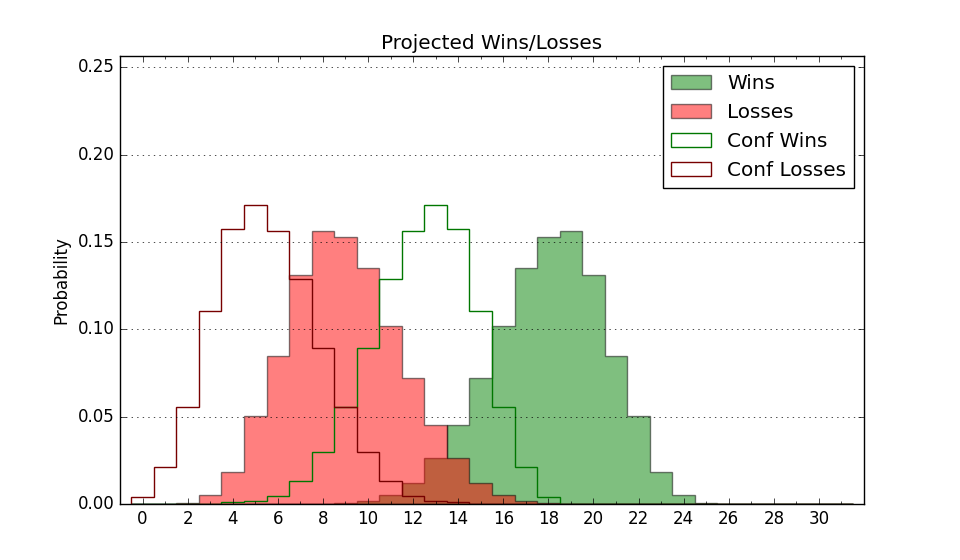 Projected Wins/Losses
Probability
0.25
0.20
0.15
0.10
0.05
0.00
Wins
Losses
Conf Wins
Conf Losses
0 2 4 6 8 10 12 14 16 18 20 22 24 26 28 30